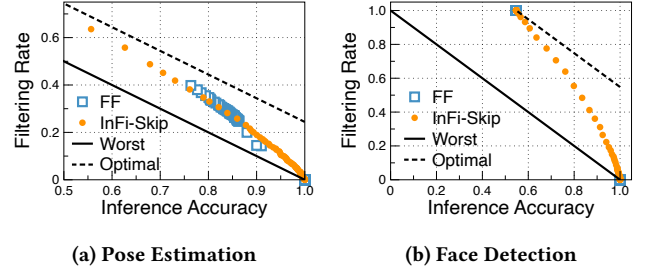 Filtering Rate
0.6
0.4
0.2
0
FF
InFi-Skip
Worst
Optimal
0.5 0.6 0.7 0.8 0.9 1.0
Inference Accuracy
(a) Pose Estimation
Filtering Rate
1.0
0.8
0.6
0.4
0.2
0
FF
InFi-Skip
Worst
Optimal
0 0.2 0.4 0.6 0.8 1.0
Inference Accuracy
(b) Face Detection